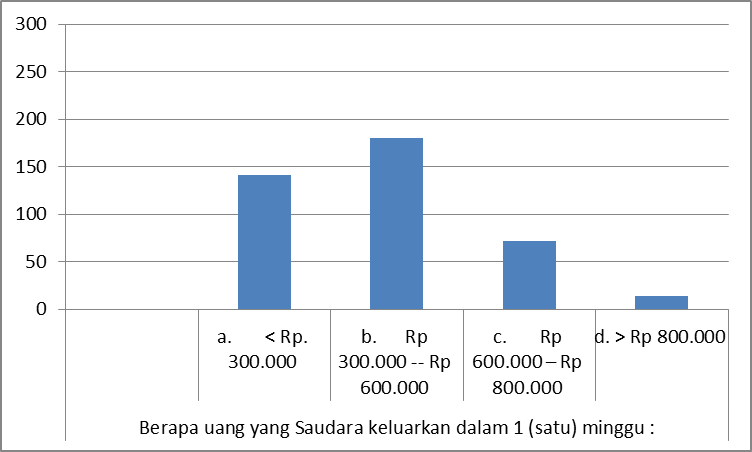 300
250
200
150
100
50
0
a. < Rp.
300.000
b. Rp
300.000 -- Rp
600.000
c. Rp
600.000 – Rp
800.000
d. > Rp 800.000
Berapa uang yang Saudara keluarkan dalam 1 (satu) minggu :